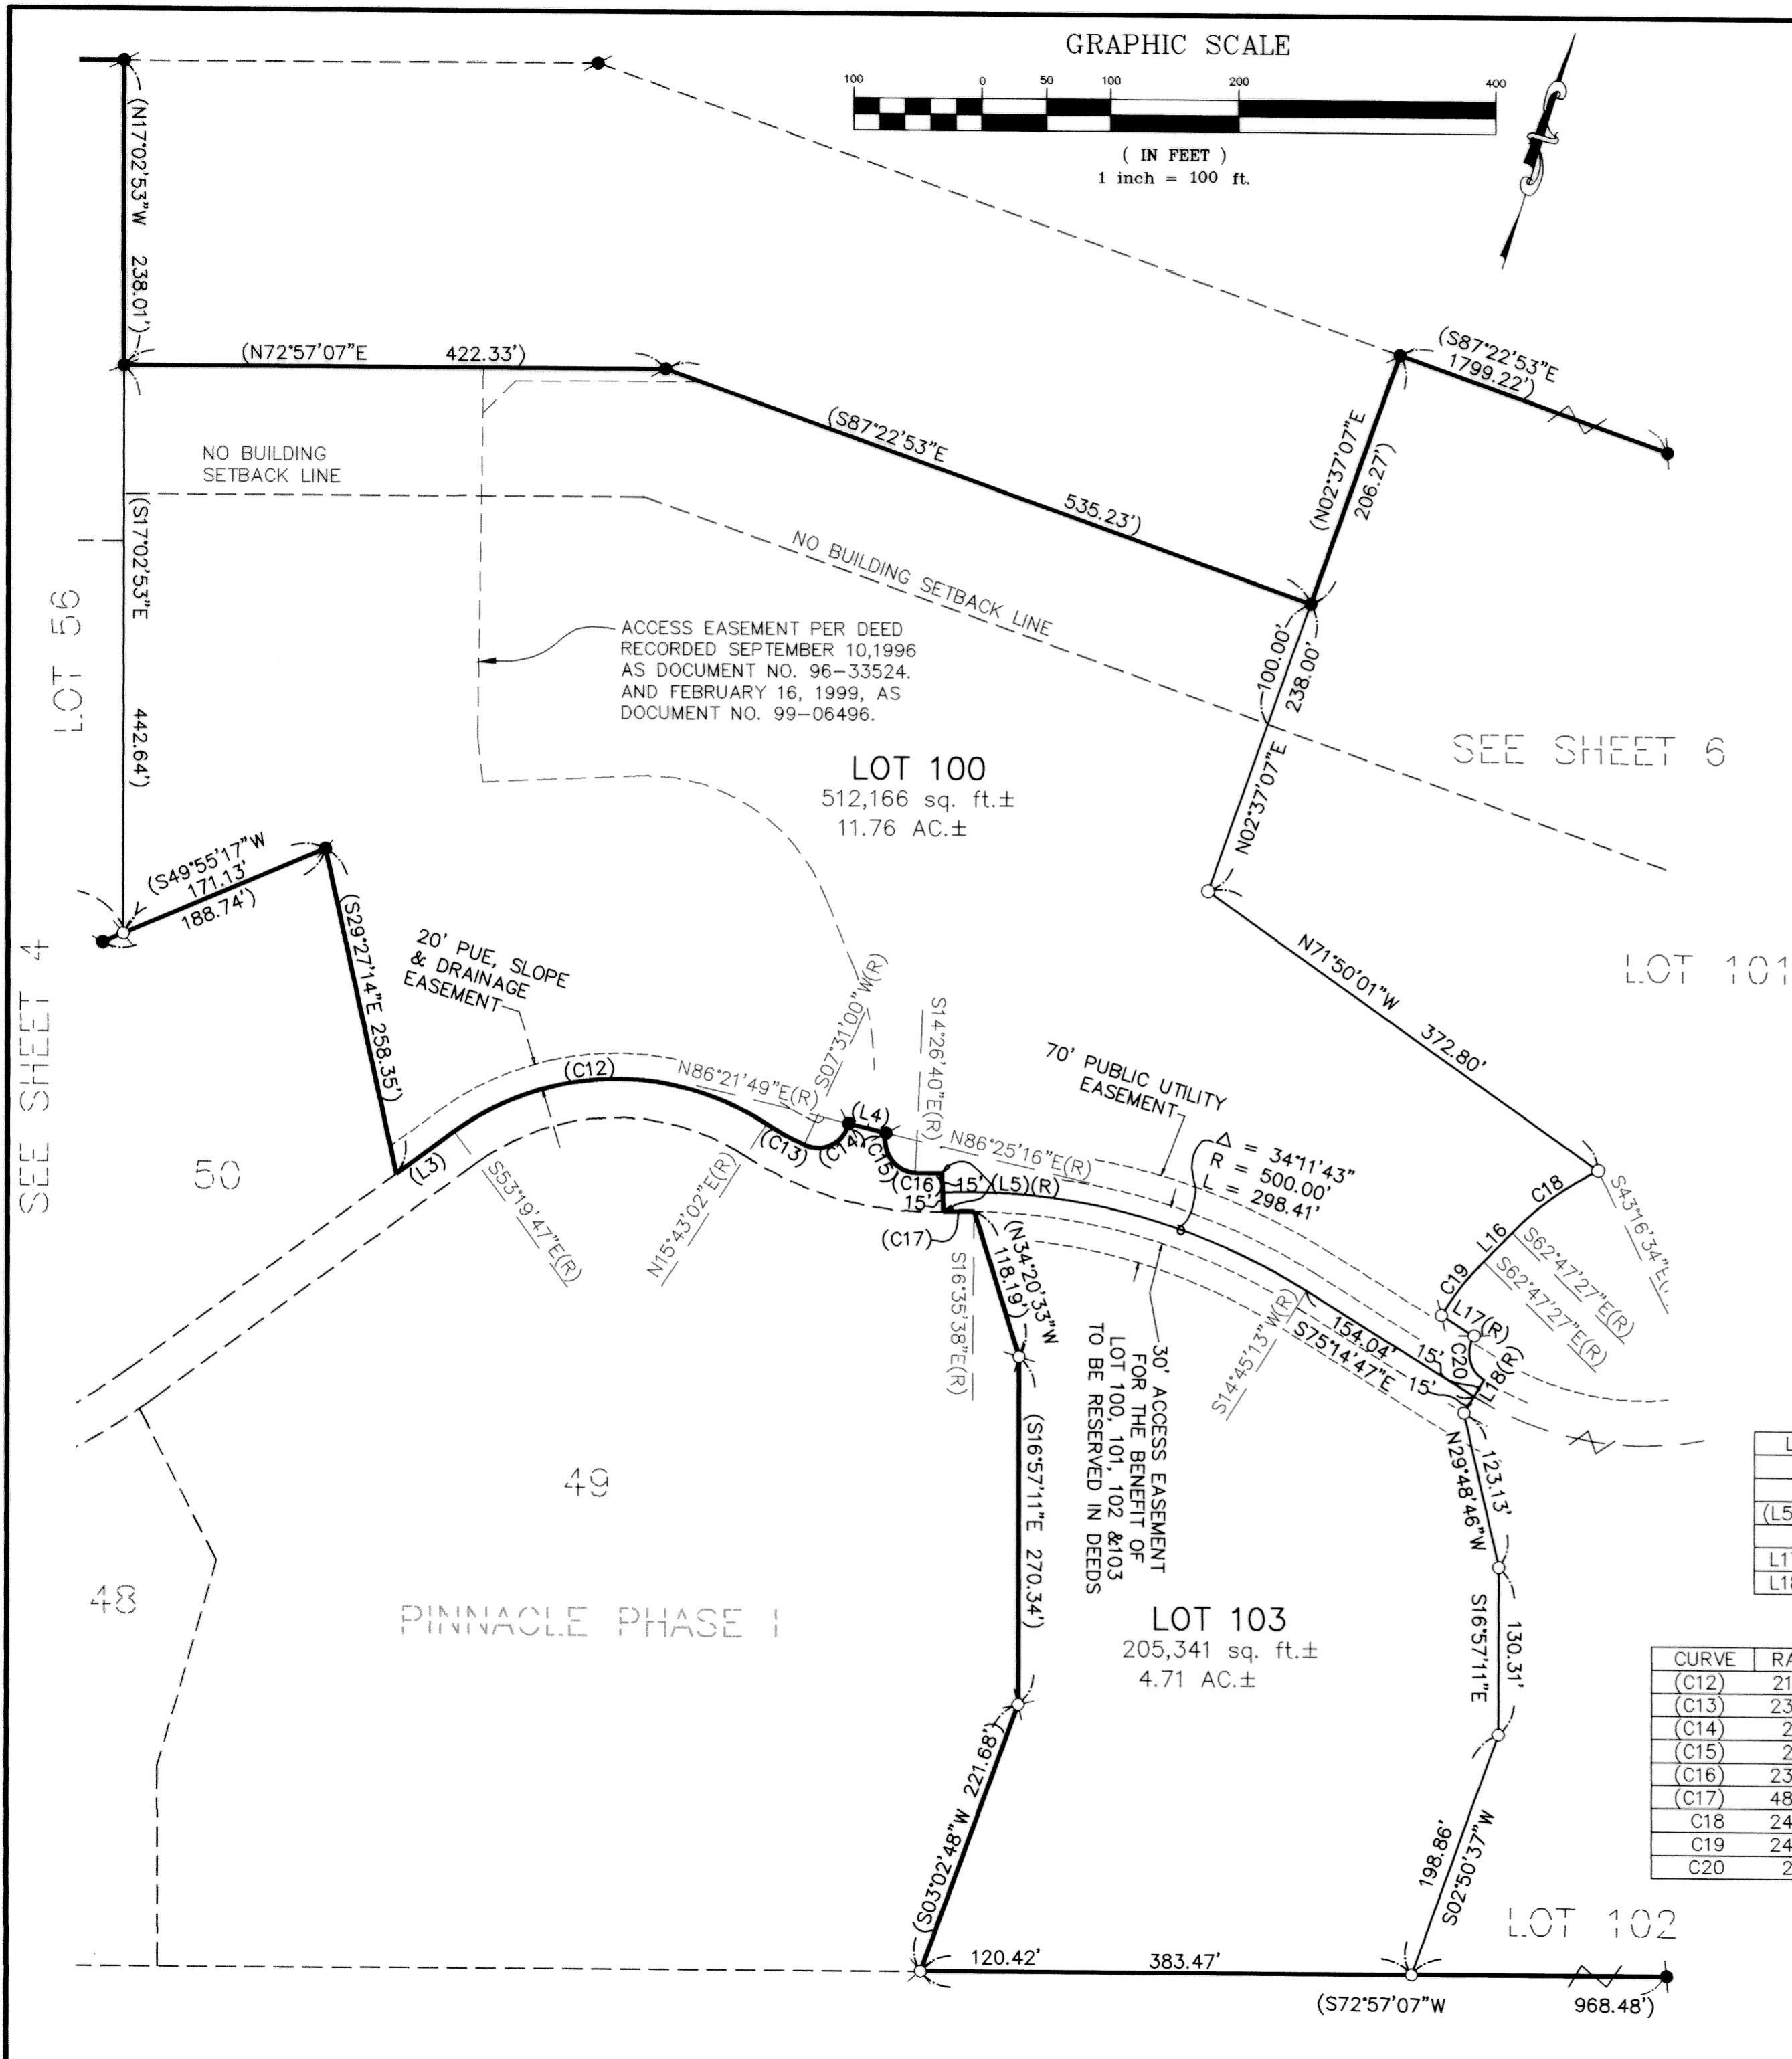 GRAPHIC SCALE
100 0 50 100 200 400
( IN FEET )
1 inch = 100 ft.
(N17°02'53"W 238.01')
(N72°57'07"E 422.33')
(S87°22'53"E
1799.22')
(S87°22'53"E 535.23')
(N02°37'07"E
206.27')
NO BUILDING
SETBACK LINE
(S17°02'53"E 442.64')
NO BUILDING SETBACK LINE
LOT 56
ACCESS EASEMENT PER DEED
RECORDED SEPTEMBER 10,1996
AS DOCUMENT NO. 96-33524.
AND FEBRUARY 16, 1999, AS
DOCUMENT NO. 99-06496.
100.00'
238.00'
N02°37'07"E
SEE SHEET 6
LOT 100
512,166 sq. ft.±
11.76 AC.±
(S49°55'17"W
171.13'
188.74')
(S29°27'14"E 258.35')
20' PUE, SLOPE
& DRAINAGE
EASEMENT
SEE SHEET 4
N71°50'01"W 372.80'
LOT 101
S07°31'00"W(R)
S14°26'40"E(R)
(C12)
N86°21'49"E(R)
(L4)
70' PUBLIC UTILITY
EASEMENT
N86°25'16"E(R)
Δ = 34°11'43"
R = 500.00'
L = 298.41'
(L3)
(C13)
(C14)
(C15)
(C16)
15'
15'
(L5)(R)
(C17)
50
S53°19'47"E(R)
N15°43'02"E(R)
C18
L16
C19
S43°16'34"E(
S62°47'27"E(R)
S62°47'27"E(R)
L17(R)
C20
L18(R)
(N34°20'33"W
118.19')
S16°35'38"E(R)
S14°45'13"W(R)
154.04'
S75°14'47"E
15'
15'
30' ACCESS EASEMENT
FOR THE BENEFIT OF
LOT 100, 101, 102 &103
TO BE RESERVED IN DEEDS
N29°48'46"W
123.13'
(S16°57'11"E 270.34')
49
48
PINNACLE PHASE I
LOT 103
205,341 sq. ft.±
4.71 AC.±
S16°57'11"E
130.31'
L
(L5
L17
L18
CURVE RA
(C12) 21
(C13) 23
(C14) 2
(C15) 2
(C16) 23
(C17) 48
C18 24
C19 24
C20 2
(S03°02'48"W 221.68')
198.86'
S02°50'37"W
LOT 102
120.42' 383.47'
(S72°57'07"W 968.48')